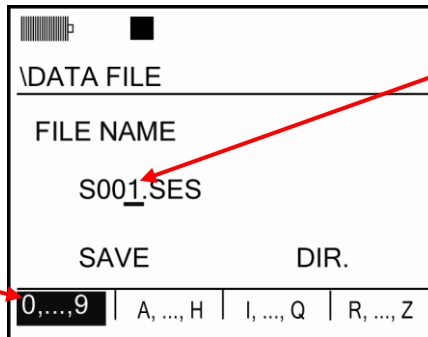 \DATA FILE
FILE NAME
S001.SES
SAVE DIR.
0,...,9 A, ..., H I, ..., Q R, ..., Z